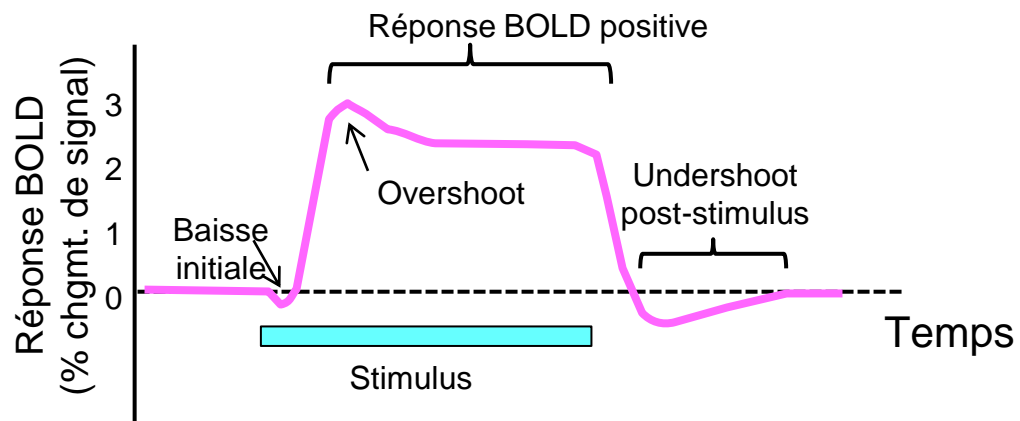 Réponse BOLD positive
Réponse BOLD
(% chgmt. de signal)
3
2
1
0
Overshoot
Baisse
initiale
Undershoot
post-stimulus
Temps
Stimulus